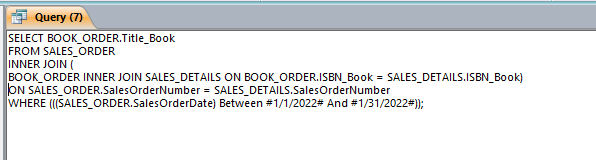 Query (7)
SELECT BOOK_ORDER.Title_Book
FROM SALES_ORDER
INNER JOIN (
BOOK_ORDER INNER JOIN SALES_DETAILS ON BOOK_ORDER.ISBN_Book = SALES_DETAILS.ISBN_Book)
ON SALES_ORDER.SalesOrderNumber = SALES_DETAILS.SalesOrderNumber
WHERE (((SALES_ORDER.SalesOrderDate) Between #1/1/2022# And #1/31/2022#));